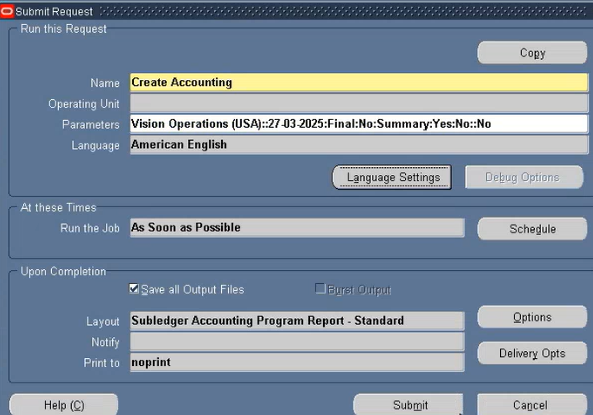 Submit Request
Run this Request
Copy
Name Create Accounting
Operating Unit
Parameters Vision Operations (USA)::27-03-2025:Final:No:Summary:Yes:No::No
Language American English
Language Settings Debug Options
At these Times
Run the Job As Soon as Possible Schedule
Upon Completion
Save all Output Files Burst Output
Layout Subledger Accounting Program Report - Standard Options
Notify
Delivery Opts
Print to noprint
Help (C) Submit Cancel